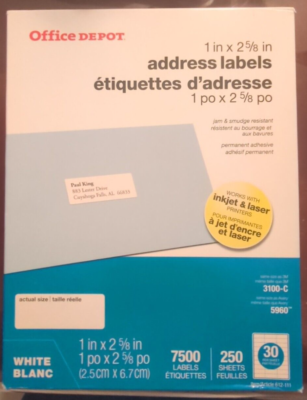 Office DEPOT
1 in x 2 5/8 in
address labels
étiquettes d'adresse
1 po x 2 5/8 po
jam & smudge resistant
résistant au bourrage et
aux bavures
permanent adhesive
adhésif permanent
Paul King
WORKS WITH
inkjet & laser
PRINTERS
POUR IMPRIMANTES
à jet d'encre
et laser
actual size | taille réelle
3100-C
5960™
WHITE
BLANC
1 in x 2 5/8 in
1 po x 2 5/8 po
(2.5cm x 6.7cm)
7500
LABELS
ÉTIQUETTES
250
SHEETS
FEUILLES
30